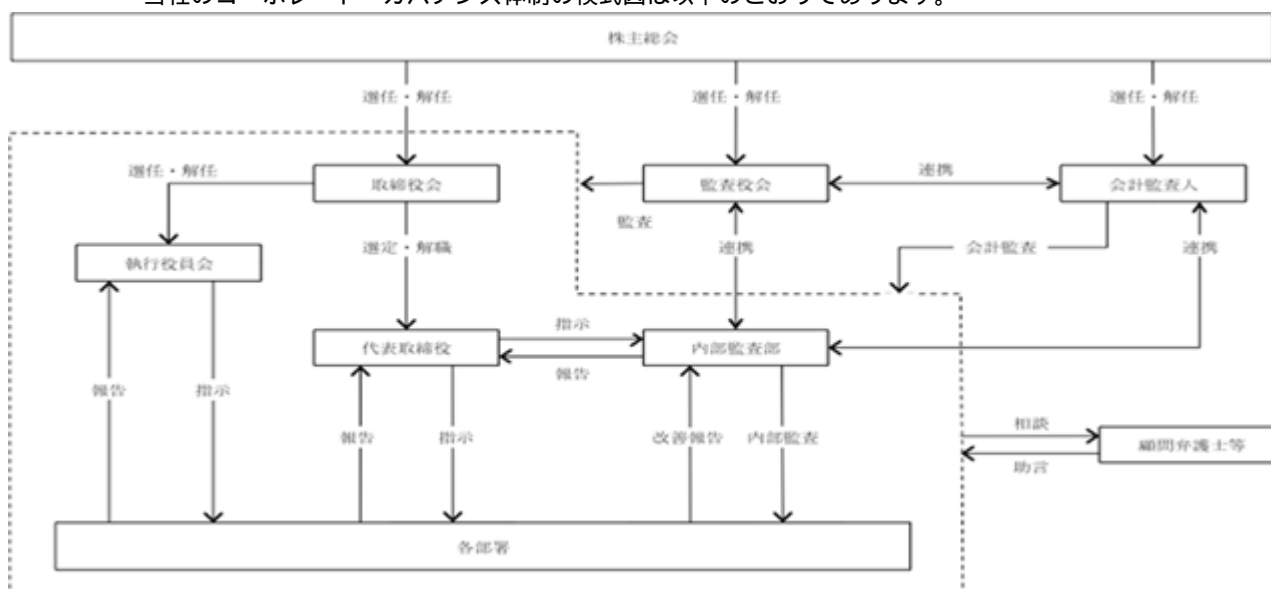 当社のコーポレート・ガバナンス体制の模式図は以下のとおりであります。
株主総会
選任・解任
選任・解任
選任・解任
選任・解任
取締役会
監査役会
連携
会計監査人
監査
執行役員会
選定・解職
連携
会計監査
連携
指示
代表取締役
内部監査部
報告
報告
指示
報告
指示
改善報告
内部監査
相談
顧問弁護士等
助言
各部署